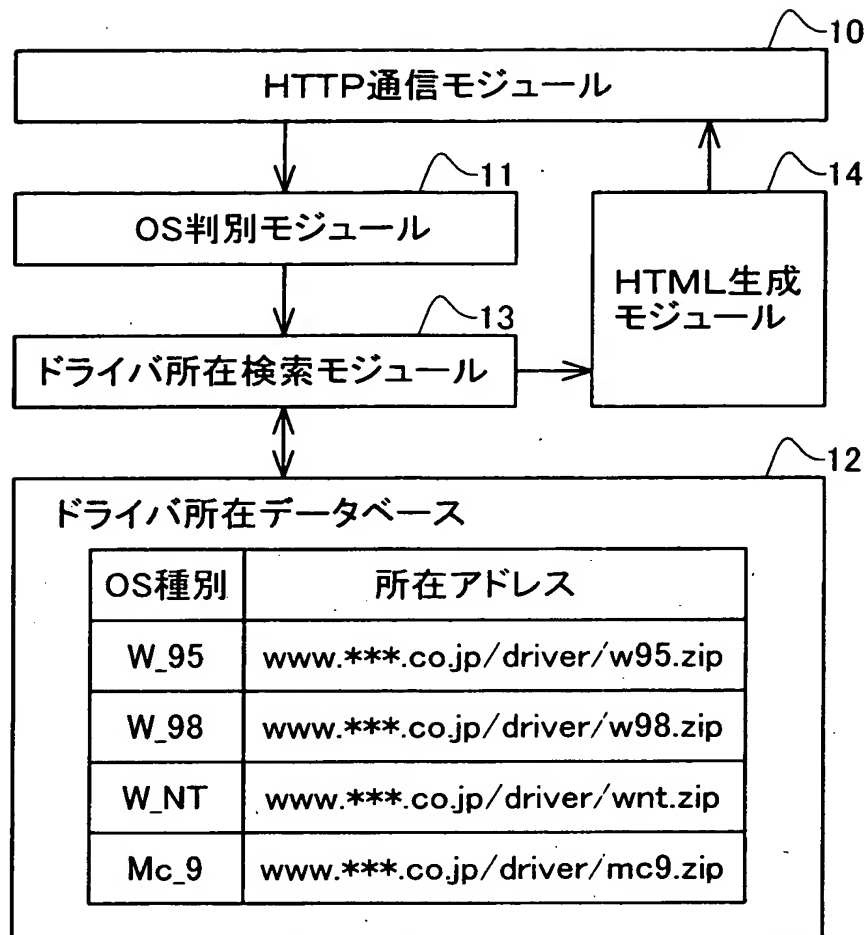 10
HTTP通信モジュール
11
OS判別モジュール
14
HTML生成
モジュール
13
ドライバ所在検索モジュール
12
ドライバ所在データベース
OS種別 所在アドレス
W_95 www.***.co.jp/driver/w95.zip
W_98 www.***.co.jp/driver/w98.zip
W_NT www.***.co.jp/driver/wnt.zip
Mc_9 www.***.co.jp/driver/mc9.zip